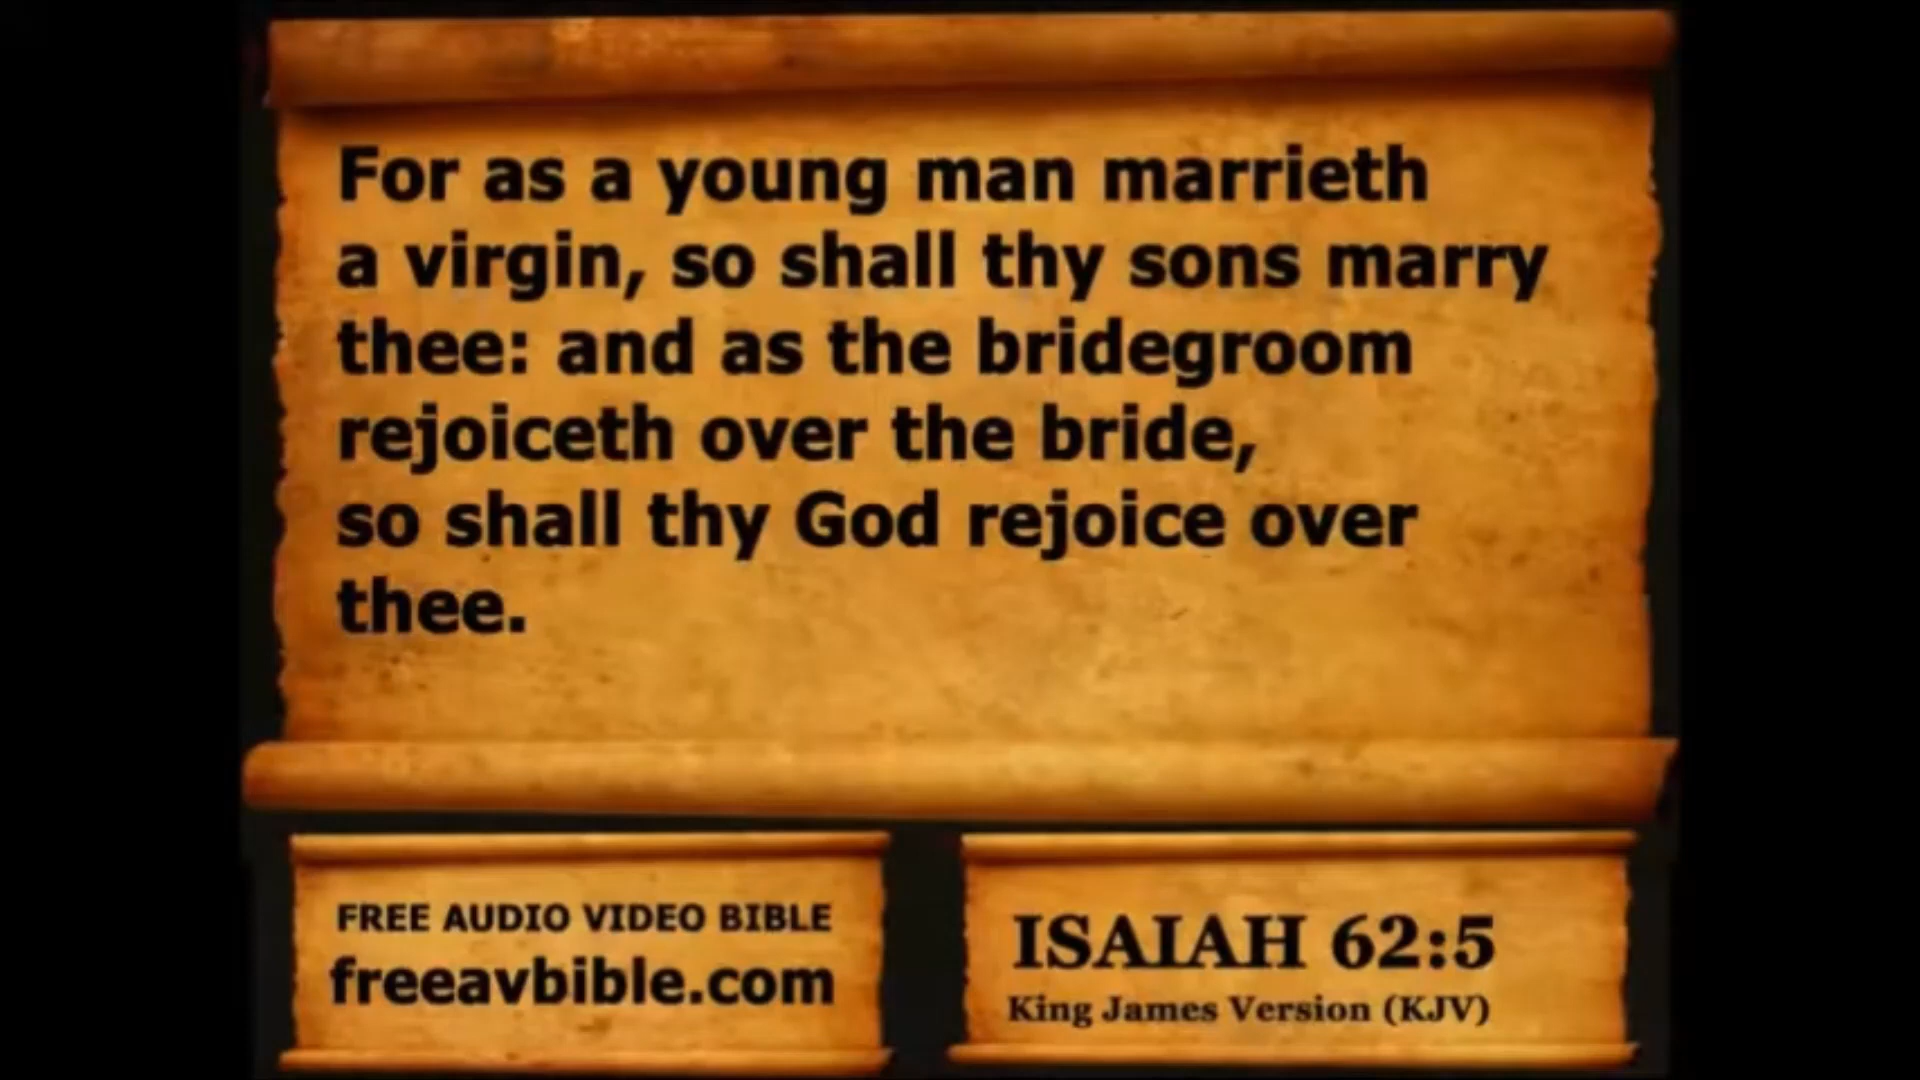 For as a young man marrieth
a virgin, so shall thy sons marry
thee: and as the bridegroom
rejoiceth over the bride,
so shall thy God rejoice over
thee.
FREE AUDIO VIDEO BIBLE
freeavbible.com
ISAIAH 62:5
King James Version (KJV)